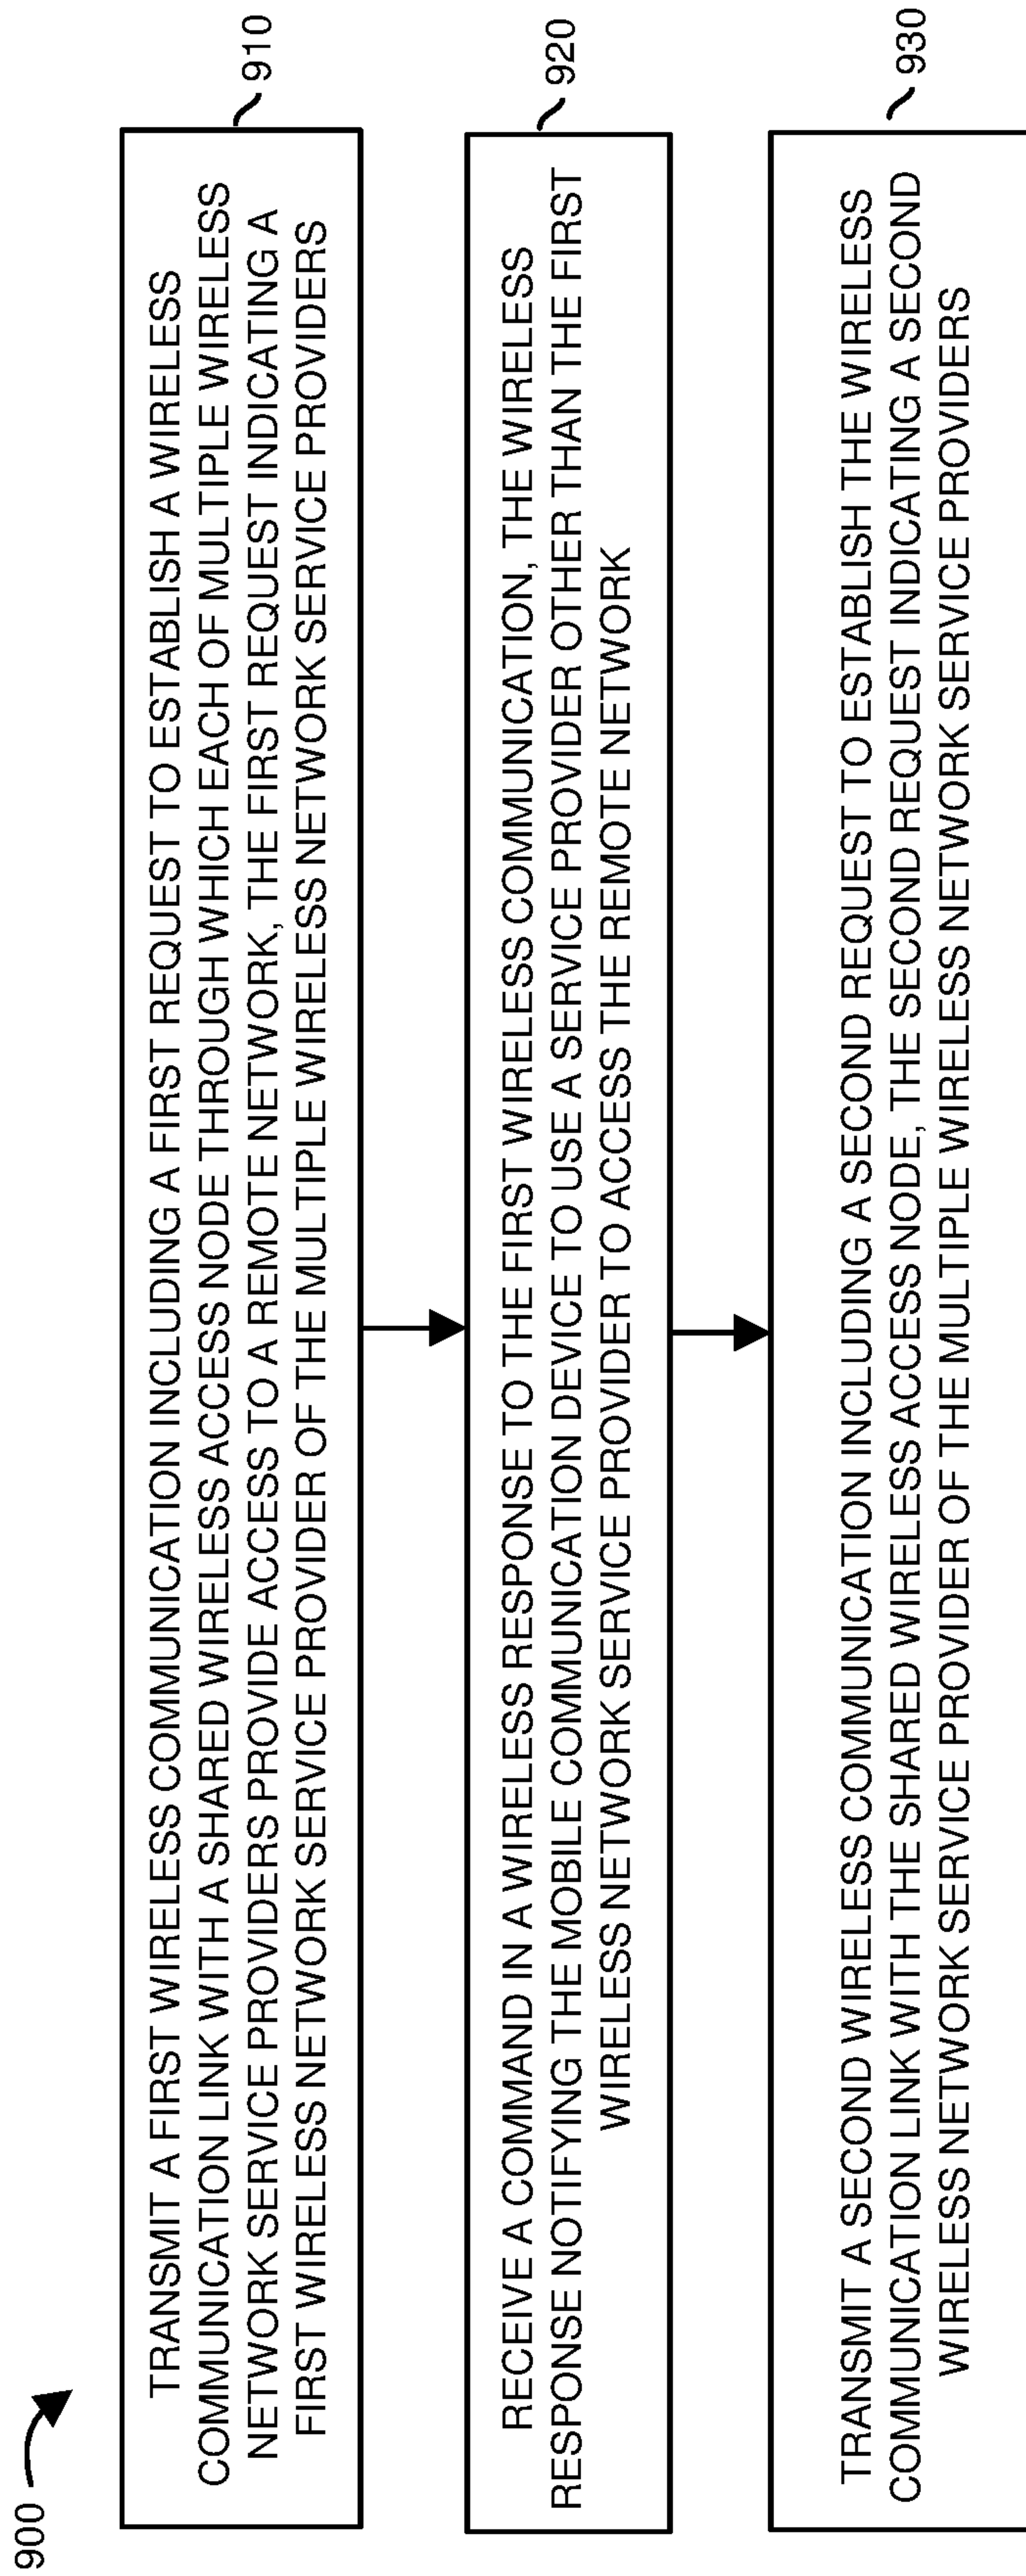 900
TRANSMIT A FIRST WIRELESS COMMUNICATION INCLUDING A FIRST REQUEST TO ESTABLISH A WIRELESS
COMMUNICATION LINK WITH A SHARED WIRELESS ACCESS NODE THROUGH WHICH EACH OF MULTIPLE WIRELESS
NETWORK SERVICE PROVIDERS PROVIDE ACCESS TO A REMOTE NETWORK, THE FIRST REQUEST INDICATING A
FIRST WIRELESS NETWORK SERVICE PROVIDER OF THE MULTIPLE WIRELESS NETWORK SERVICE PROVIDERS
910
RECEIVE A COMMAND IN A WIRELESS RESPONSE TO THE FIRST WIRELESS COMMUNICATION, THE WIRELESS
RESPONSE NOTIFYING THE MOBILE COMMUNICATION DEVICE TO USE A SERVICE PROVIDER OTHER THAN THE FIRST
WIRELESS NETWORK SERVICE PROVIDER TO ACCESS THE REMOTE NETWORK
920
TRANSMIT A SECOND WIRELESS COMMUNICATION INCLUDING A SECOND REQUEST TO ESTABLISH THE WIRELESS
COMMUNICATION LINK WITH THE SHARED WIRELESS ACCESS NODE, THE SECOND REQUEST INDICATING A SECOND
WIRELESS NETWORK SERVICE PROVIDER OF THE MULTIPLE WIRELESS NETWORK SERVICE PROVIDERS
930